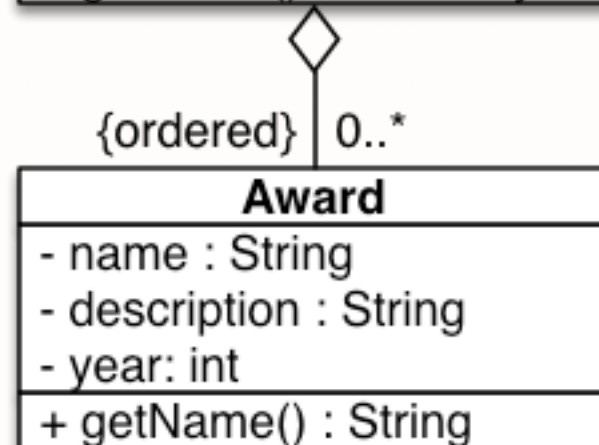 {ordered} 0..*
Award
- name : String
- description : String
- year: int
+ getName() : String